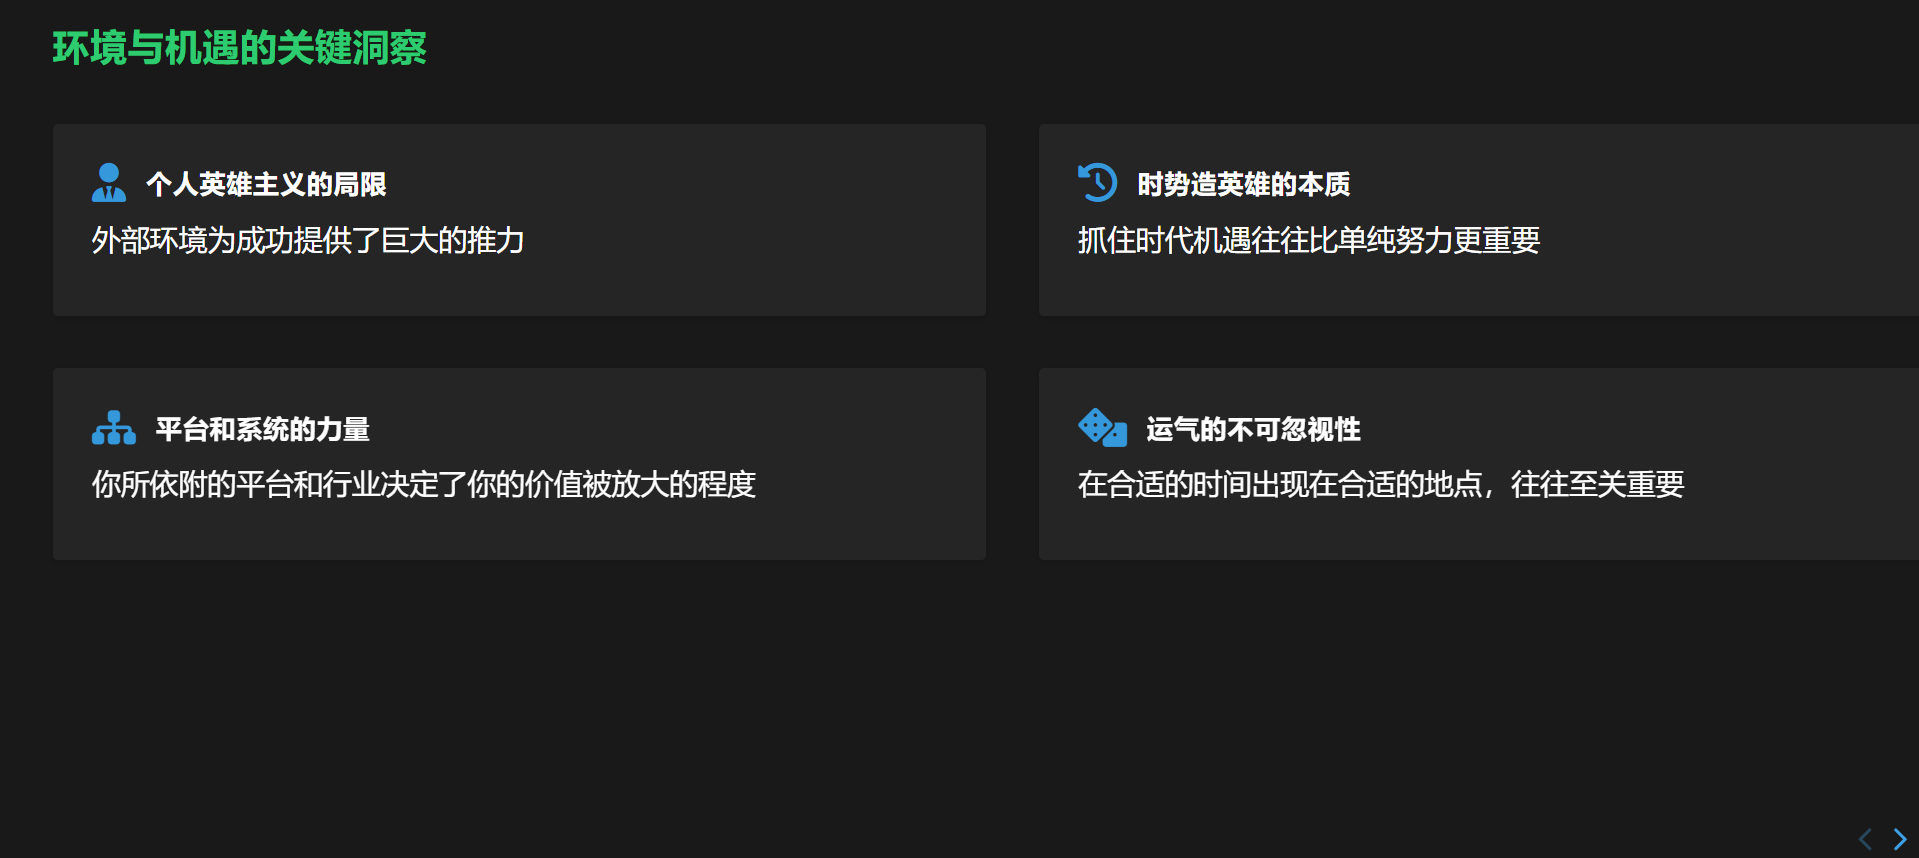 环境与机遇的关键洞察
个人英雄主义的局限
外部环境为成功提供了巨大的推力
时势造英雄的本质
抓住时代机遇往往比单纯努力更重要
平台和系统的力量
你所依附的平台和行业决定了你的价值被放大的程度
运气的不可忽视性
在合适的时间出现在合适的地点，往往至关重要